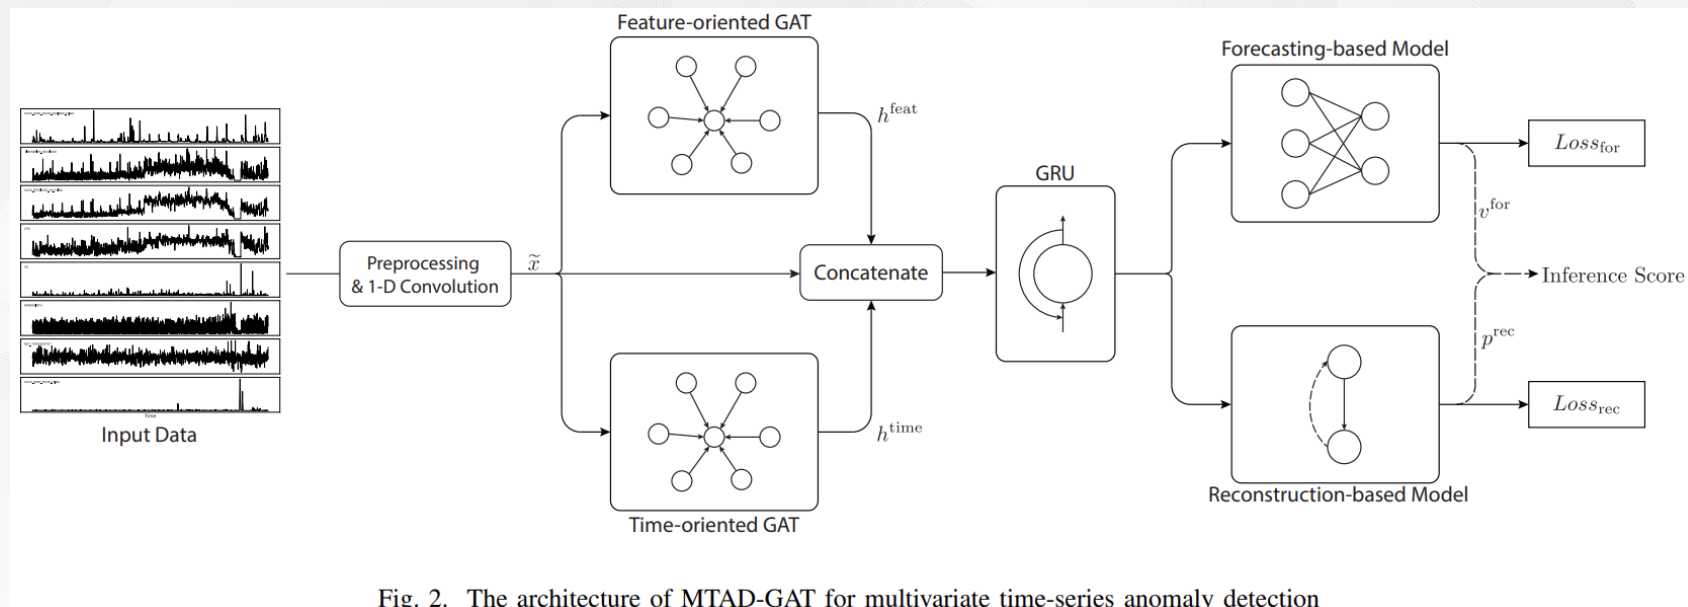 Feature-oriented GAT
Forecasting-based Model
h^feat
Loss_for
GRU
v^for
Preprocessing
& 1-D Convolution
x̃
Concatenate
Inference Score
p^rec
Loss_rec
h^time
Time
Input Data
Reconstruction-based Model
Time-oriented GAT
Fig. 2. The architecture of MTAD-GAT for multivariate time-series anomaly detection